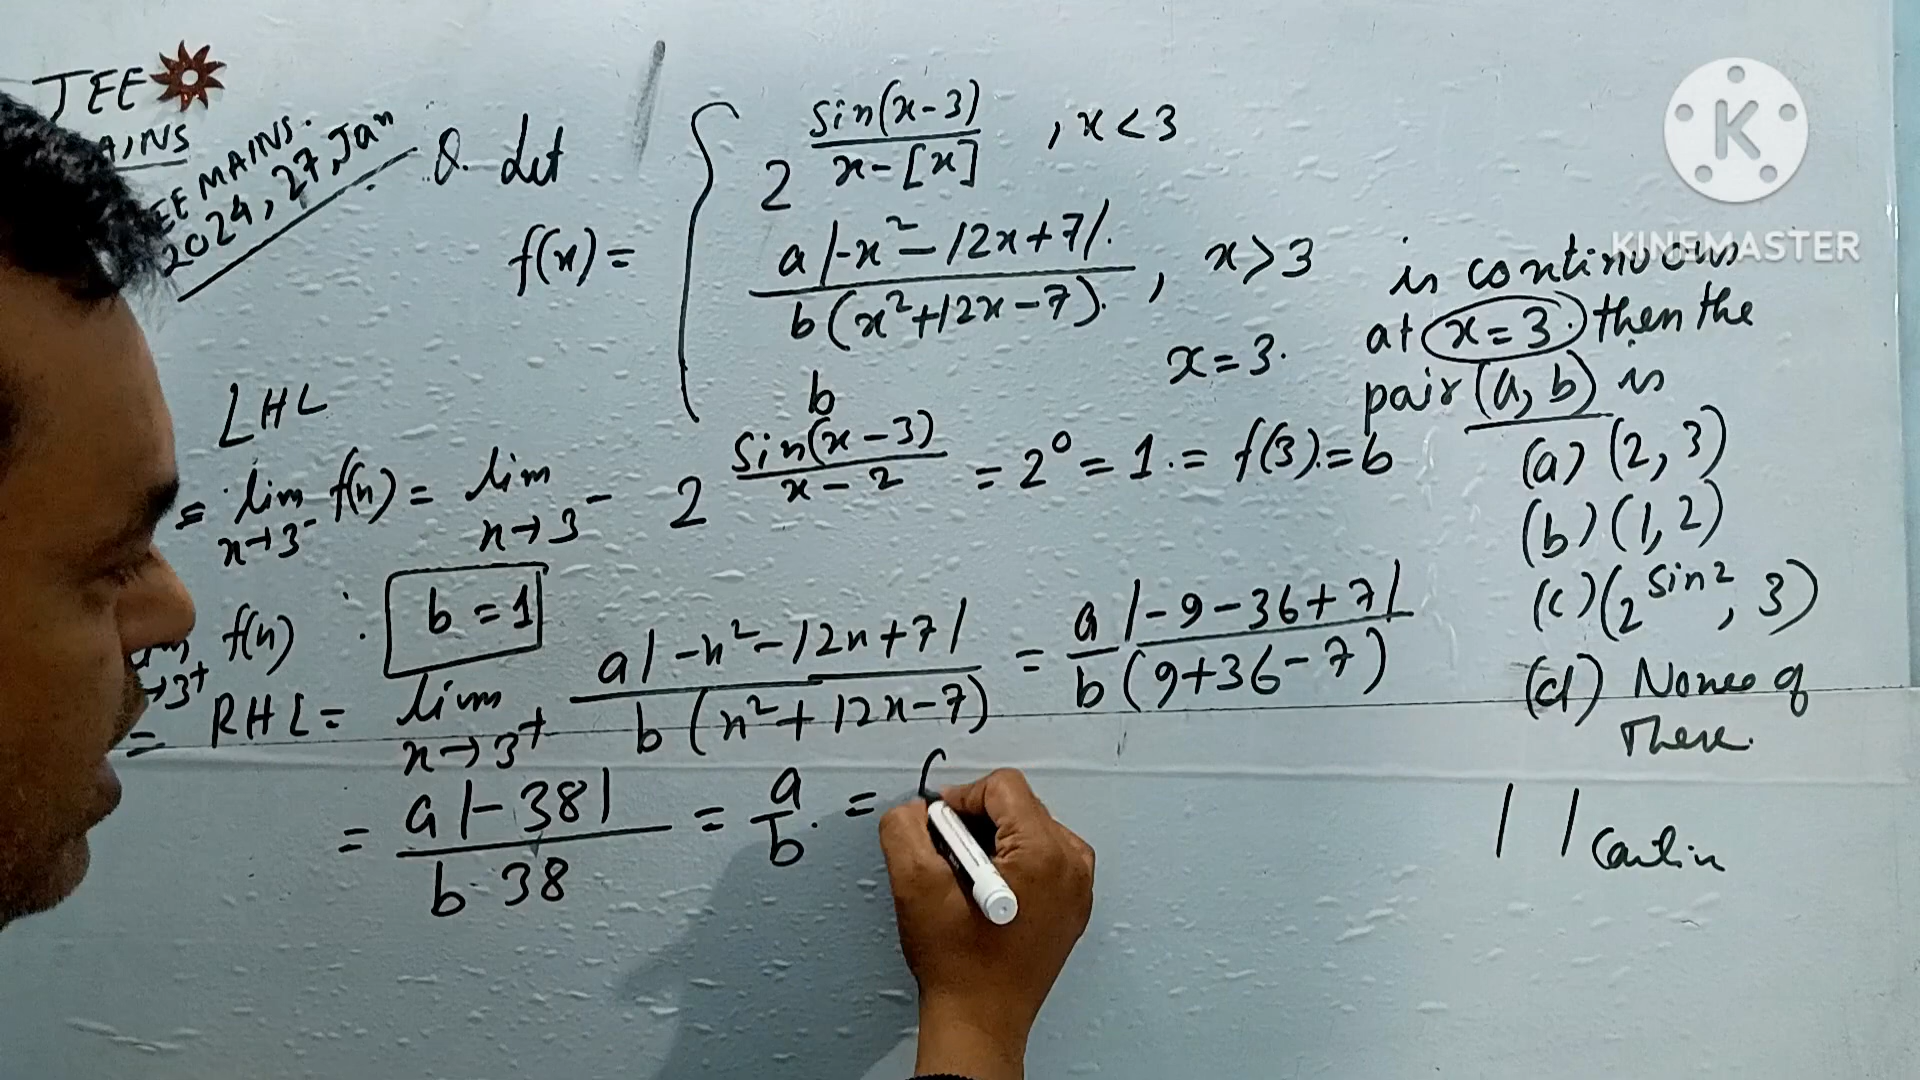 JEE
MAINS.
2024, 27, Jan
Q. Let
f(x) = { 2^(sin(x-3)/(x-[x])) , x < 3
a|-x²-12x+7| / b(x²+12x-7) , x > 3
b x = 3.
is continuous
at x = 3. then the
pair (a, b) is
(a) (2, 3)
(b) (1, 2)
(c) (2^sin2, 3)
(d) None of
These.
LHL
= lim x→3⁻ f(x) = lim x→3⁻ 2^(sin(x-3)/(x-2)) = 2⁰ = 1. = f(3). = b
b = 1
f(x)
→3⁺
= RHL = lim x→3⁺ a|-x²-12x+7| / b(x²+12x-7) = a|-9-36+7| / b(9+36-7)
= a|-38| / b·38 = a/b. =
KINEMASTER